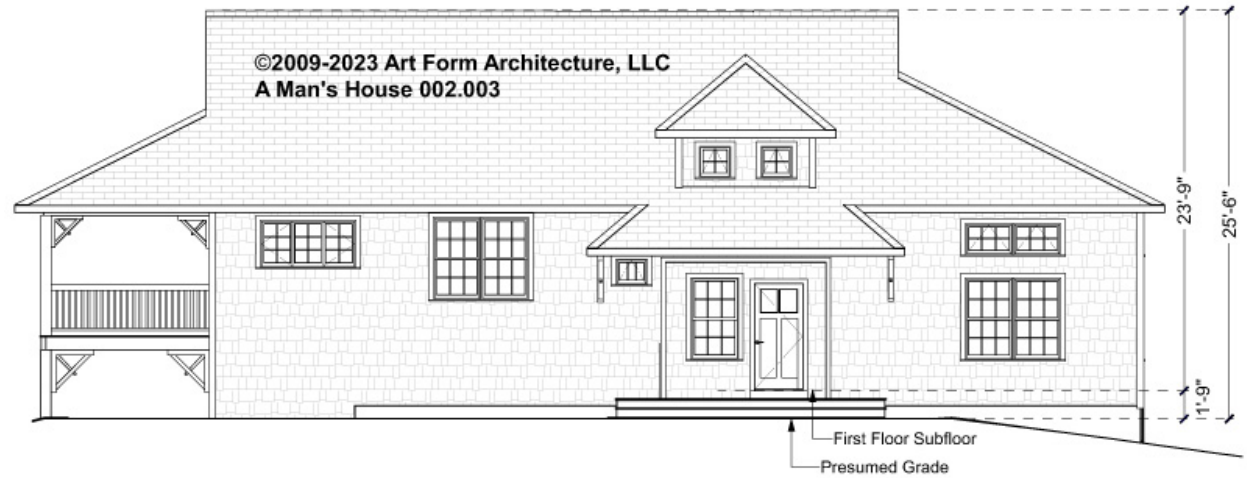 ©2009-2023 Art Form Architecture, LLC
A Man's House 002.003
23'-9"
25'-6"
1'-9"
First Floor Subfloor
Presumed Grade